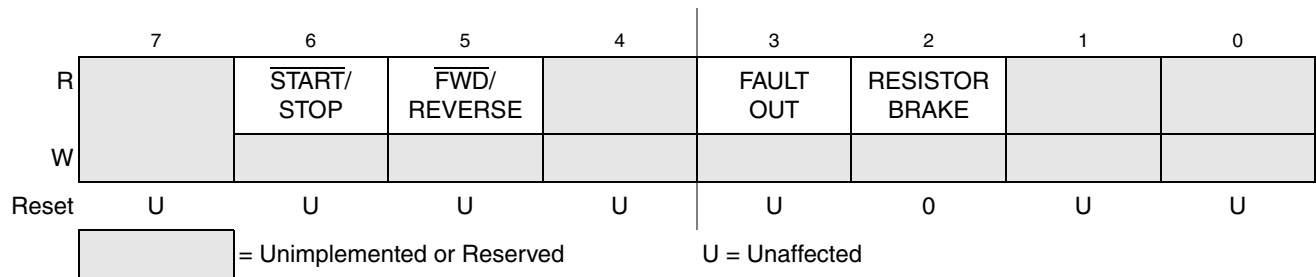 7 6 5 4 3 2 1 0
R START/ FWD/ FAULT RESISTOR
STOP REVERSE OUT BRAKE
W
Reset U U U U U 0 U U
= Unimplemented or Reserved U = Unaffected